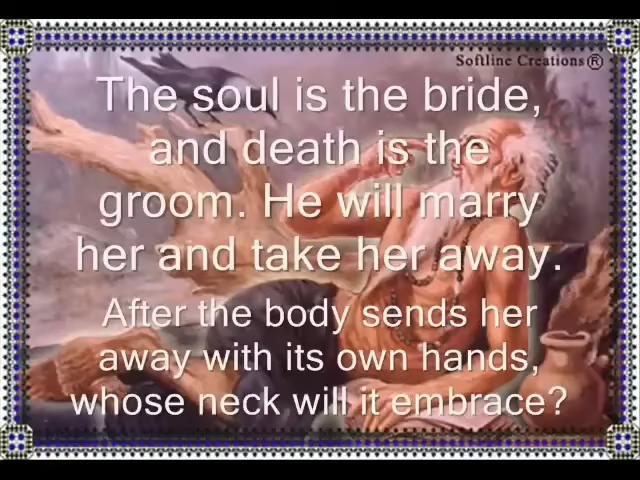 Softline Creations®
The soul is the bride,
and death is the
groom. He will marry
her and take her away.
After the body sends her
away with its own hands,
whose neck will it embrace?